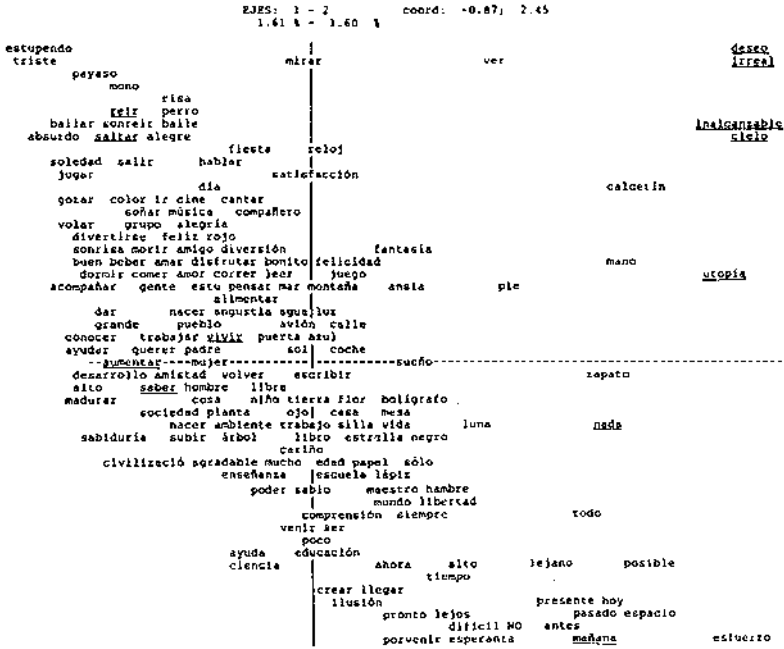 EJES: 1 - 2 coord: -0.87; 2.45
1.61 % - 1.60 %
estupendo deseo
triste mirar ver irreal
payaso
mono
risa
reir perro
bailar sonreir baile inalcanzable
absurdo saltar alegre cielo
fiesta reloj
soledad salir hablar
jugar satisfacción
día calcetín
gozar color ir cine cantar
soñar música compañero
volar grupo alegría
divertirse feliz rojo
sonrisa morir amigo diversión fantasía
buen beber amar disfrutar bonito felicidad mano
dormir comer amor correr leer juego utopía
acompañar gente estu pensar mar montaña ansia pie
alimentar
dar nacer angustia agua luz
grande pueblo avión calle
conocer trabajar vivir puerta azul
ayudar querer padre sol coche
--aumentar----mujer------------------|-----------sueño----------------------------------------------
desarrollo amistad volver escribir zapato
alto saber hombre libre
madurar cosa niño tierra flor bolígrafo
sociedad planta ojo casa mesa
nacer ambiente trabajo silla vida luna nada
sabiduría subir árbol libro estrella negro
cariño
civilizació agradable mucho edad papel sólo
enseñanza escuela lápiz
poder sabio maestro hambre
mundo libertad
comprensión siempre todo
venir ser
poco
ayuda educación
ciencia ahora alto lejano posible
tiempo
crear llegar
ilusión presente hoy
pronto lejos pasado espacio
difícil NO antes
porvenir esperanza mañana esfuerzo